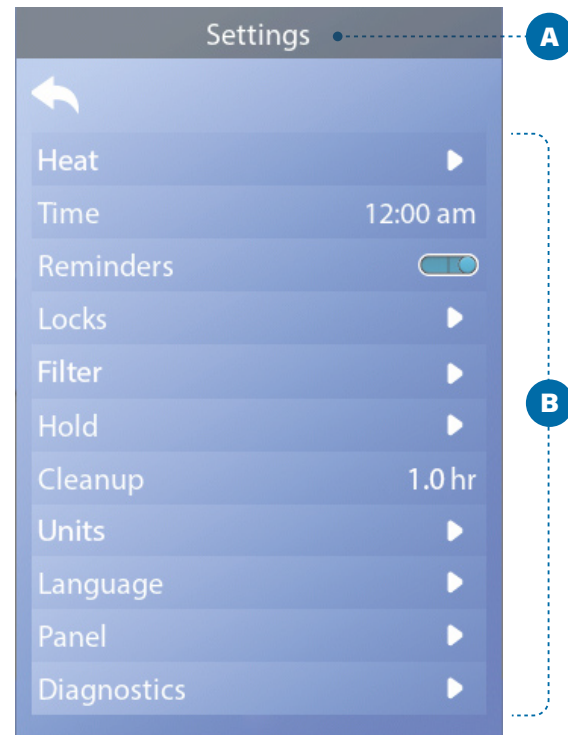 Settings
A
Heat
Time 12:00 am
Reminders
Locks
Filter
Hold
B
Cleanup 1.0 hr
Units
Language
Panel
Diagnostics